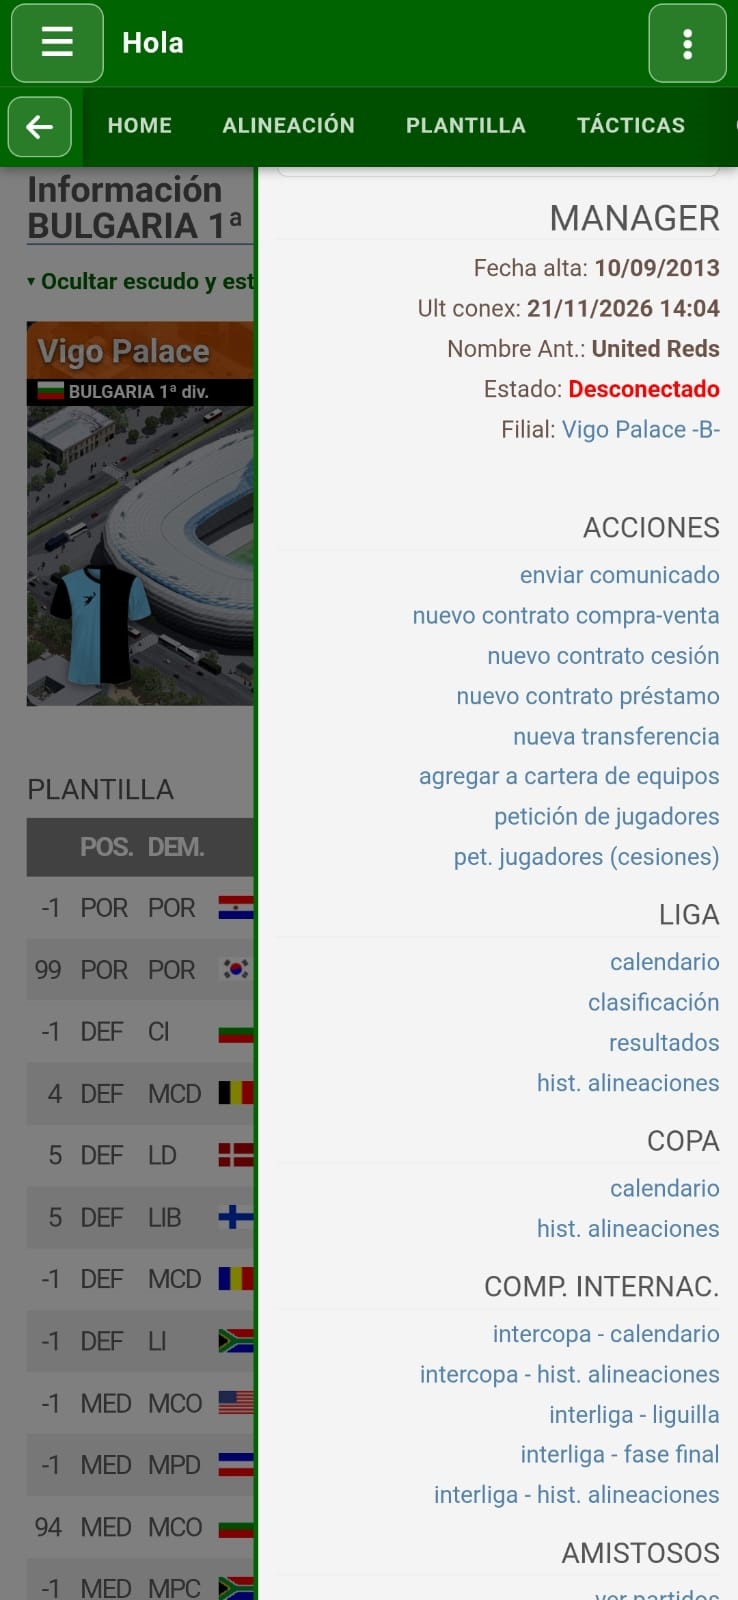 Hola
HOME ALINEACIÓN PLANTILLA TÁCTICAS
Información
BULGARIA 1ª
▾ Ocultar escudo y est
Vigo Palace
BULGARIA 1ª div.
PLANTILLA
POS. DEM.
-1 POR POR
99 POR POR
-1 DEF CI
4 DEF MCD
5 DEF LD
5 DEF LIB
-1 DEF MCD
-1 DEF LI
-1 MED MCO
-1 MED MPD
94 MED MCO
-1 MED MPC
MANAGER
Fecha alta: 10/09/2013
Ult conex: 21/11/2026 14:04
Nombre Ant.: United Reds
Estado: Desconectado
Filial: Vigo Palace -B-
ACCIONES
enviar comunicado
nuevo contrato compra-venta
nuevo contrato cesión
nuevo contrato préstamo
nueva transferencia
agregar a cartera de equipos
petición de jugadores
pet. jugadores (cesiones)
LIGA
calendario
clasificación
resultados
hist. alineaciones
COPA
calendario
hist. alineaciones
COMP. INTERNAC.
intercopa - calendario
intercopa - hist. alineaciones
interliga - liguilla
interliga - fase final
interliga - hist. alineaciones
AMISTOSOS
ver partidos